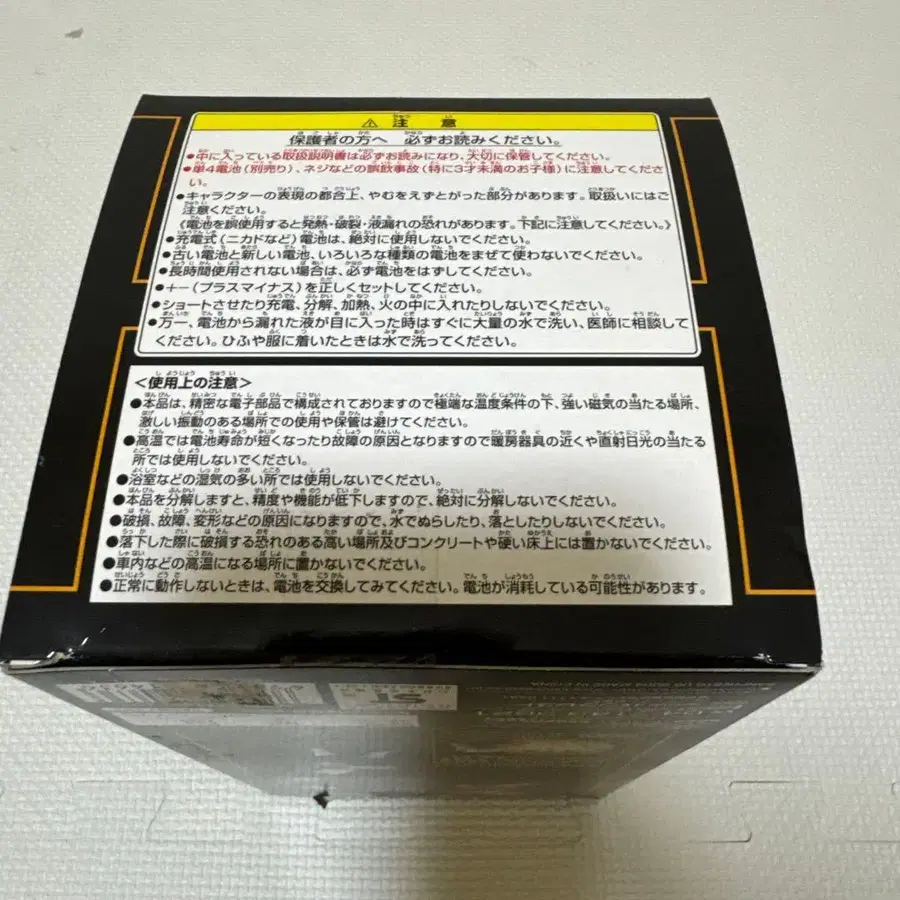 ⚠ 注 意
保護者の方へ 必ずお読みください。
●中に入っている取扱説明書は必ずお読みになり、大切に保管してください。
●単4電池(別売り)、ネジなどの誤飲事故(特に3才未満のお子様)に注意してくださ
い。
●キャラクターの表現の都合上、やむをえずとがった部分があります。取扱いにはご
注意ください。
《電池を誤使用すると発熱・破裂・液漏れの恐れがあります。下記に注意してください。》
●充電式(ニカドなど)電池は、絶対に使用しないでください。
●古い電池と新しい電池、いろいろな種類の電池をまぜて使わないでください。
●長時間使用されない場合は、必ず電池をはずしてください。
●+-(プラスマイナス)を正しくセットしてください。
●ショートさせたり充電、分解、加熱、火の中に入れたりしないでください。
●万一、電池から漏れた液が目に入った時はすぐに大量の水で洗い、医師に相談して
ください。ひふや服に着いたときは水で洗ってください。
<使用上の注意>
●本品は、精密な電子部品で構成されておりますので極端な温度条件の下、強い磁気の当たる場所、
激しい振動のある場所での使用や保管は避けてください。
●高温では電池寿命が短くなったり故障の原因となりますので暖房器具の近くや直射日光の当たる
所では使用しないでください。
●浴室などの湿気の多い所では使用しないでください。
●本品を分解しますと、精度や機能が低下しますので、絶対に分解しないでください。
●破損、故障、変形などの原因になりますので、水でぬらしたり、落としたりしないでください。
●落下した際に破損する恐れのある高い場所及びコンクリートや硬い床上には置かないでください。
●車内などの高温になる場所に置かないでください。
●正常に動作しないときは、電池を交換してみてください。電池が消耗している可能性があります。
ST